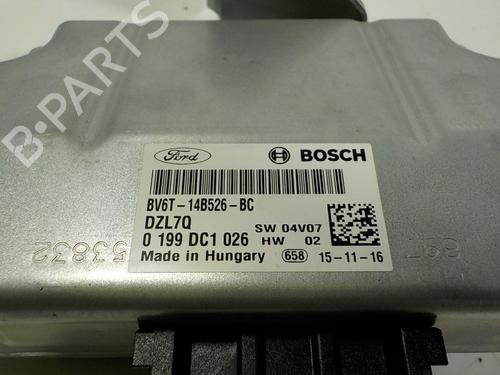 B-PARTS
Ford
BOSCH
BV6T-14B526-BC
DZL7Q
SW 04V07
0 199 DC1 026
HW 02
Made in Hungary
658
15-11-16
53832